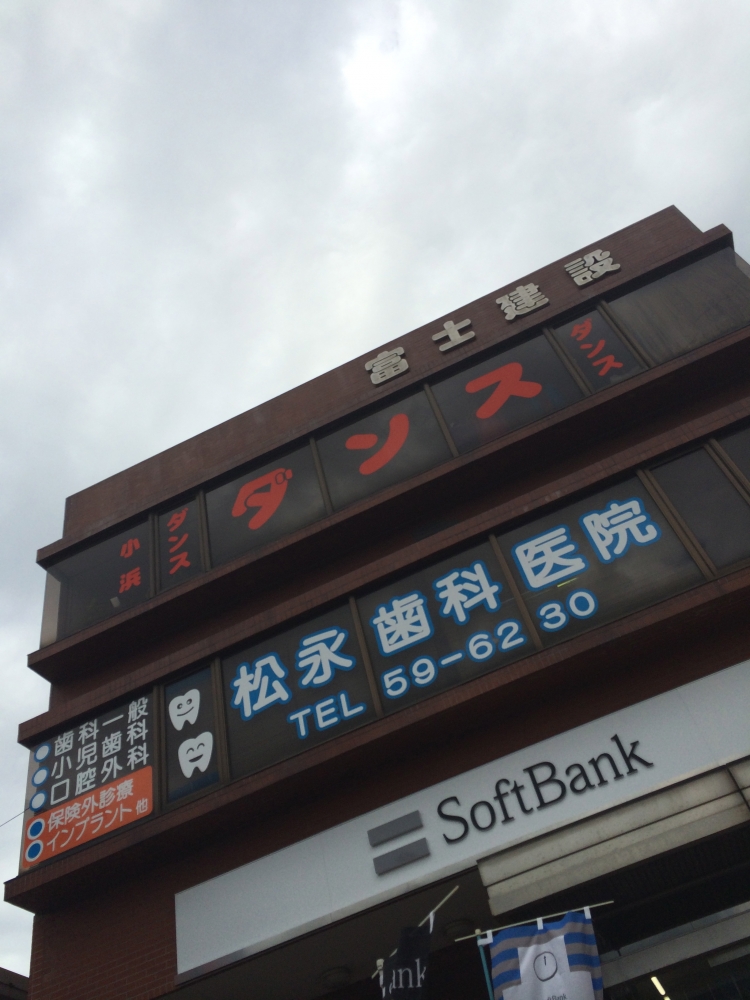 富士建設
小浜
ダンス
ダンス
ダンス
松永歯科医院
TEL 59-6230
歯科一般
小児歯科
口腔外科
保険外診療
インプラント他
SoftBank
ank